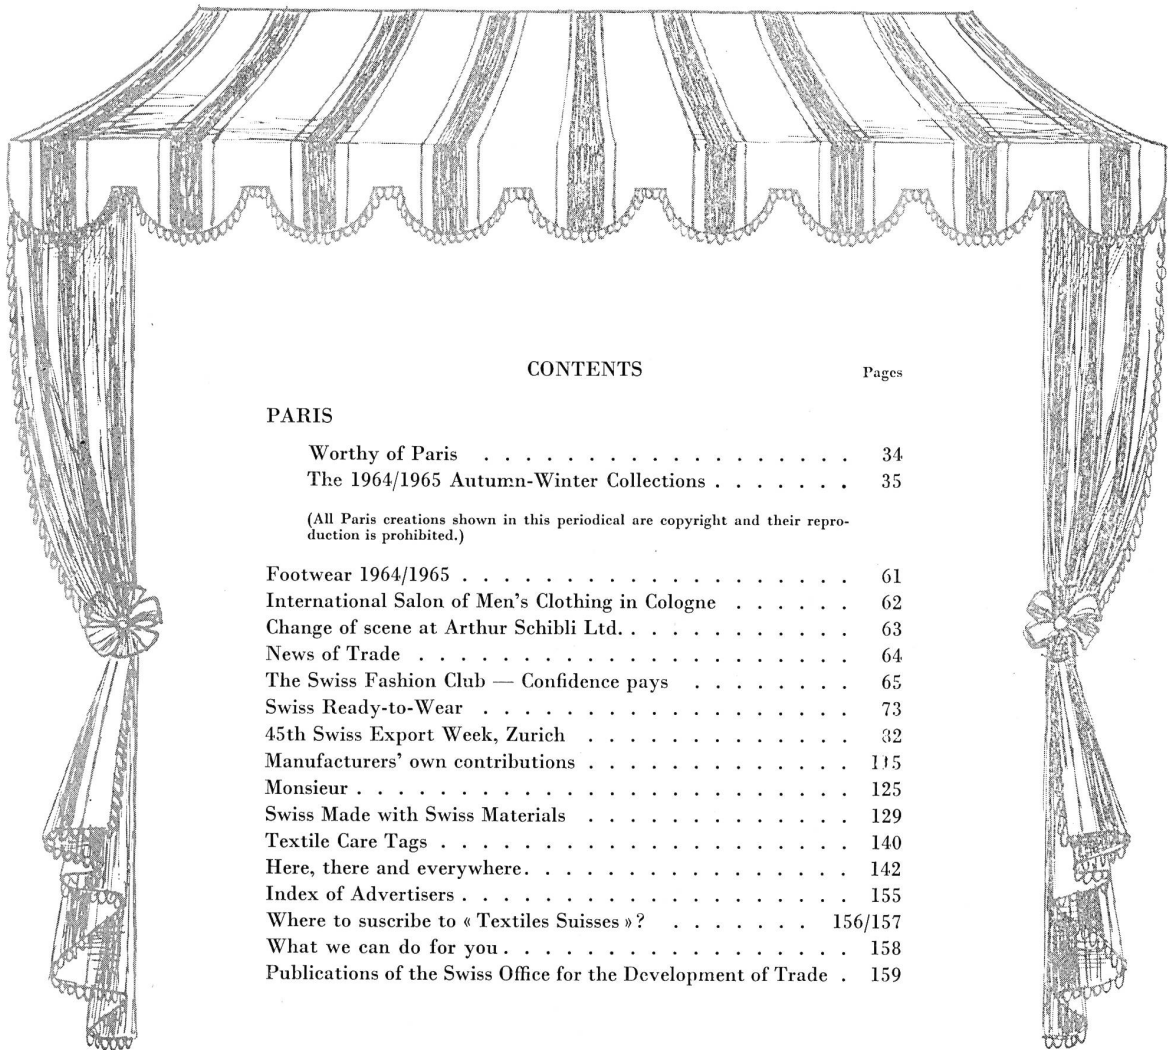 CONTENTS Pages
PARIS
Worthy of Paris . . . . . . . . . . . . . . . . . . 34
The 1964/1965 Autumn-Winter Collections . . . . . . . 35
(All Paris creations shown in this periodical are copyright and their repro-
duction is prohibited.)
Footwear 1964/1965 . . . . . . . . . . . . . . . . . . . 61
International Salon of Men's Clothing in Cologne . . . . . . 62
Change of scene at Arthur Schibli Ltd. . . . . . . . . . . . 63
News of Trade . . . . . . . . . . . . . . . . . . . . . 64
The Swiss Fashion Club — Confidence pays . . . . . . . . 65
Swiss Ready-to-Wear . . . . . . . . . . . . . . . . . . 73
45th Swiss Export Week, Zurich . . . . . . . . . . . . . 82
Manufacturers' own contributions . . . . . . . . . . . . . 115
Monsieur . . . . . . . . . . . . . . . . . . . . . . . . 125
Swiss Made with Swiss Materials . . . . . . . . . . . . . 129
Textile Care Tags . . . . . . . . . . . . . . . . . . . . 140
Here, there and everywhere. . . . . . . . . . . . . . . . 142
Index of Advertisers . . . . . . . . . . . . . . . . . . . 155
Where to suscribe to « Textiles Suisses » ? . . . . . . . 156/157
What we can do for you . . . . . . . . . . . . . . . . . 158
Publications of the Swiss Office for the Development of Trade . 159